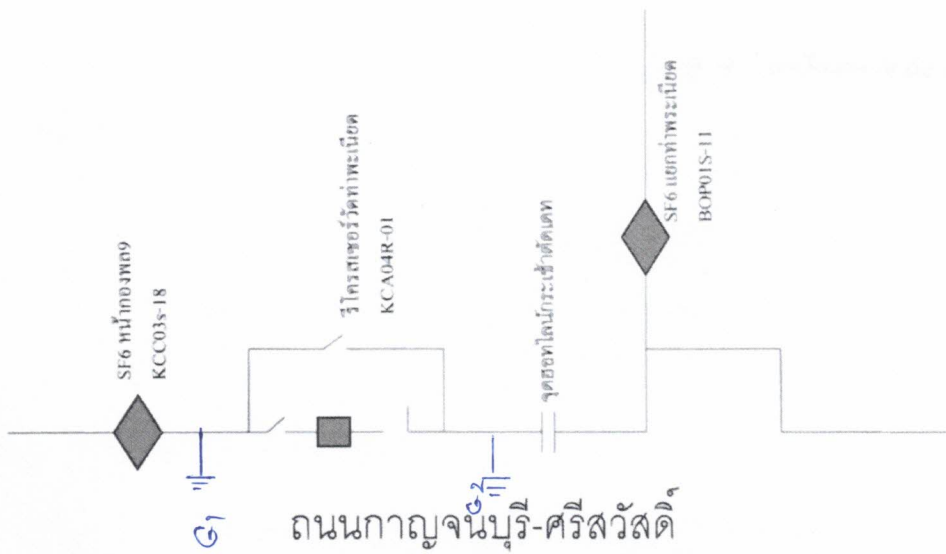 SF6 หน้ากองพล9
KCC03s-18
รีโครสเซอร์วัดท่าพะเนียด
KCA04R-01
จุดฮอทไลน์กระเช้าตัดเดท
SF6 แยกท่าพระเนียด
BOP01S-11
G1
G-2
ถนนกาญจนบุรี-ศรีสวัสดิ์